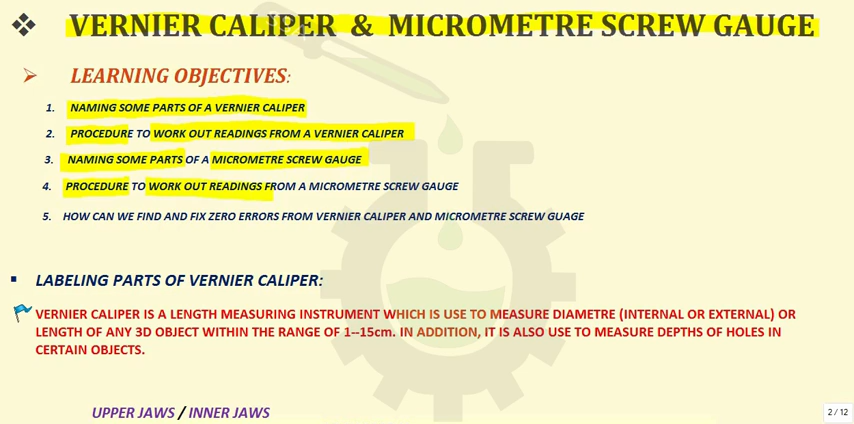 VERNIER CALIPER & MICROMETRE SCREW GAUGE
LEARNING OBJECTIVES:
1. NAMING SOME PARTS OF A VERNIER CALIPER
2. PROCEDURE TO WORK OUT READINGS FROM A VERNIER CALIPER
3. NAMING SOME PARTS OF A MICROMETRE SCREW GAUGE
4. PROCEDURE TO WORK OUT READINGS FROM A MICROMETRE SCREW GAUGE
5. HOW CAN WE FIND AND FIX ZERO ERRORS FROM VERNIER CALIPER AND MICROMETRE SCREW GUAGE
LABELING PARTS OF VERNIER CALIPER:
VERNIER CALIPER IS A LENGTH MEASURING INSTRUMENT WHICH IS USE TO MEASURE DIAMETRE (INTERNAL OR EXTERNAL) OR
LENGTH OF ANY 3D OBJECT WITHIN THE RANGE OF 1--15cm. IN ADDITION, IT IS ALSO USE TO MEASURE DEPTHS OF HOLES IN
CERTAIN OBJECTS.
UPPER JAWS / INNER JAWS
2 / 12